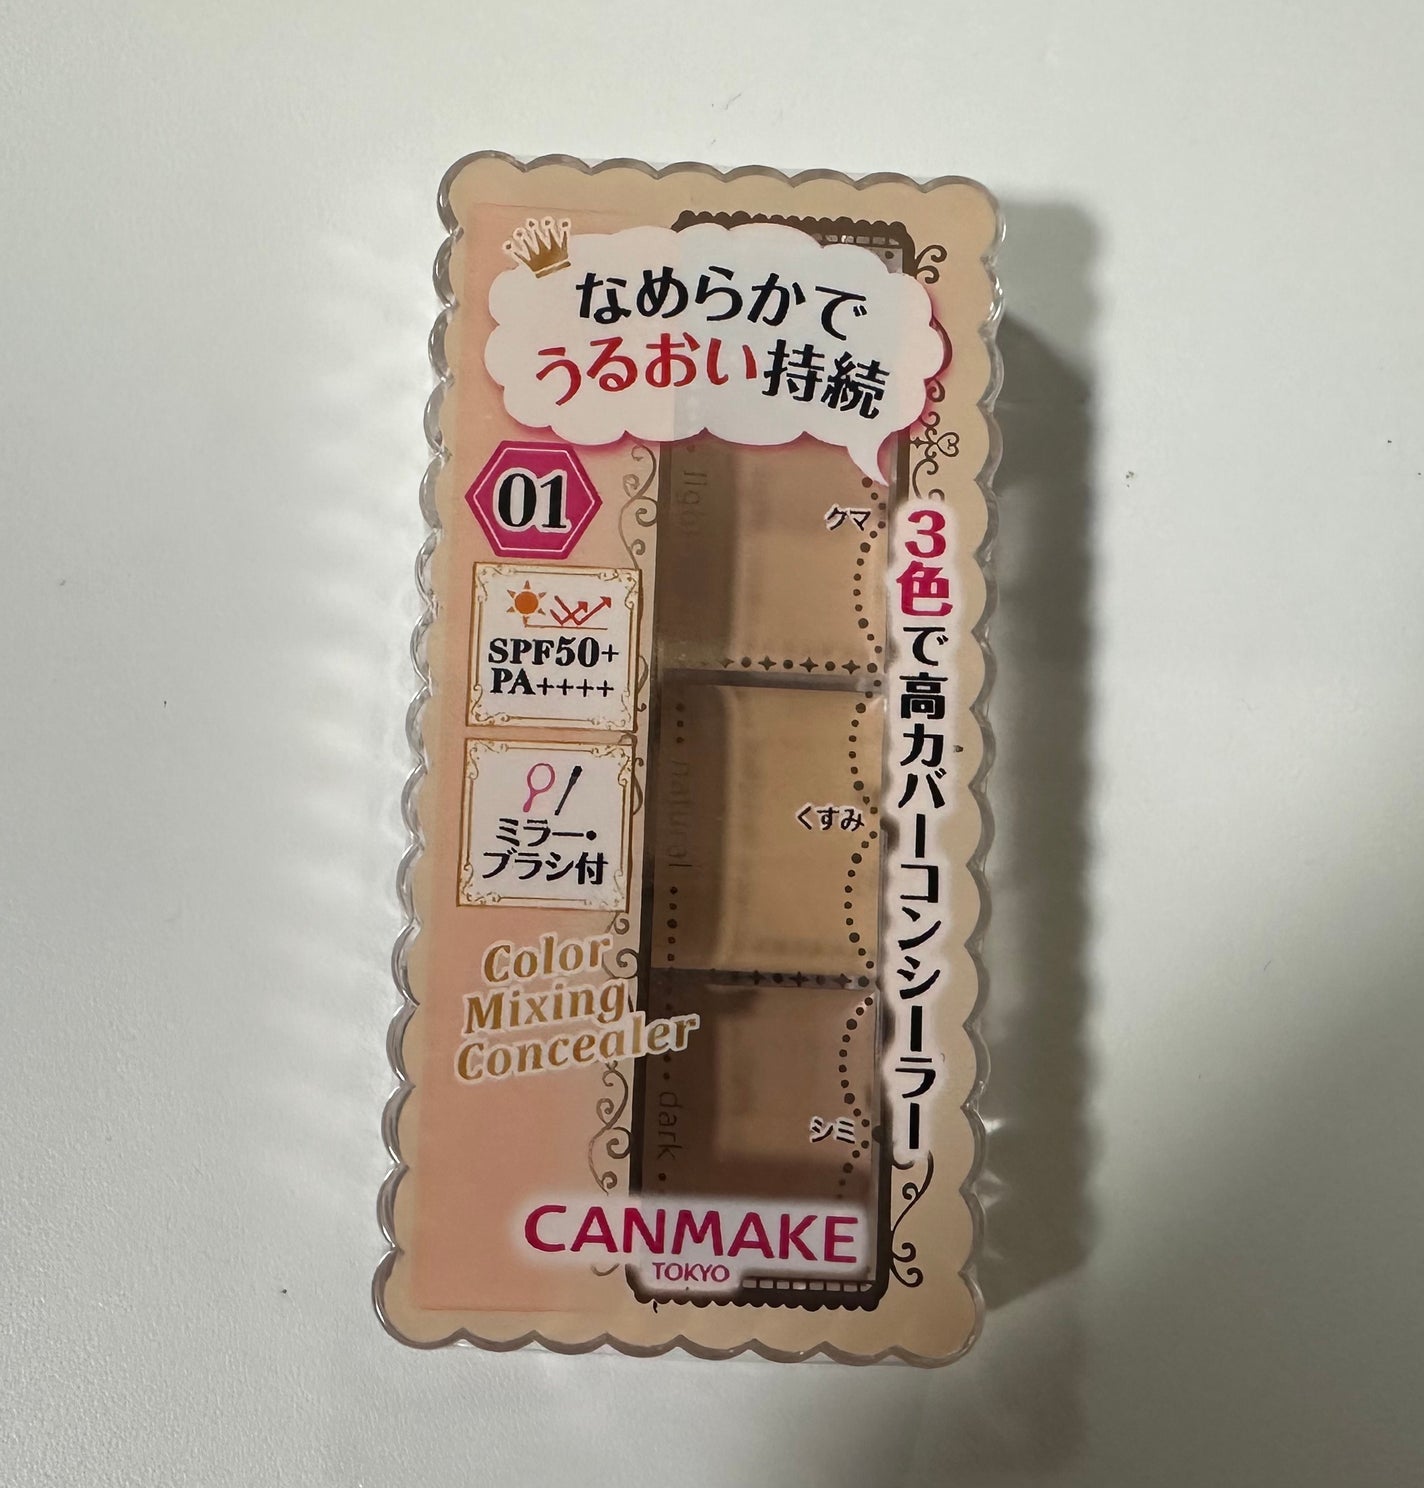 なめらかで
うるおい持続
01
SPF50+
PA++++
ミラー・
ブラシ付
Color
Mixing
Concealer
light
クマ
natural
くすみ
dark
シミ
3色で高カバーコンシーラー
CANMAKE
TOKYO